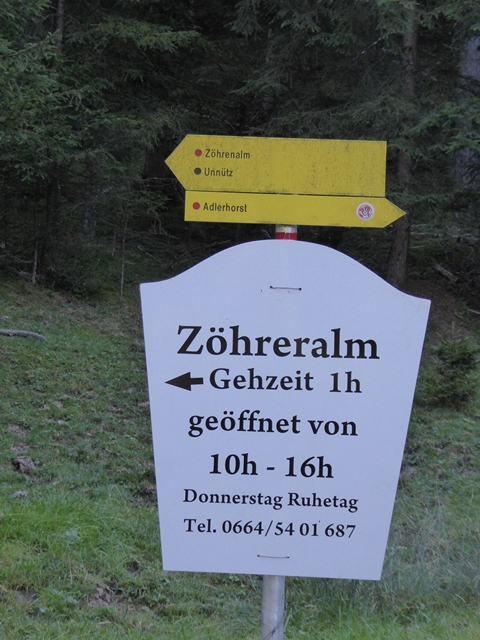 Zöhrenalm
Unnütz
Adlerhorst
Zöhreralm
Gehzeit 1h
geöffnet von
10h - 16h
Donnerstag Ruhetag
Tel. 0664/54 01 687